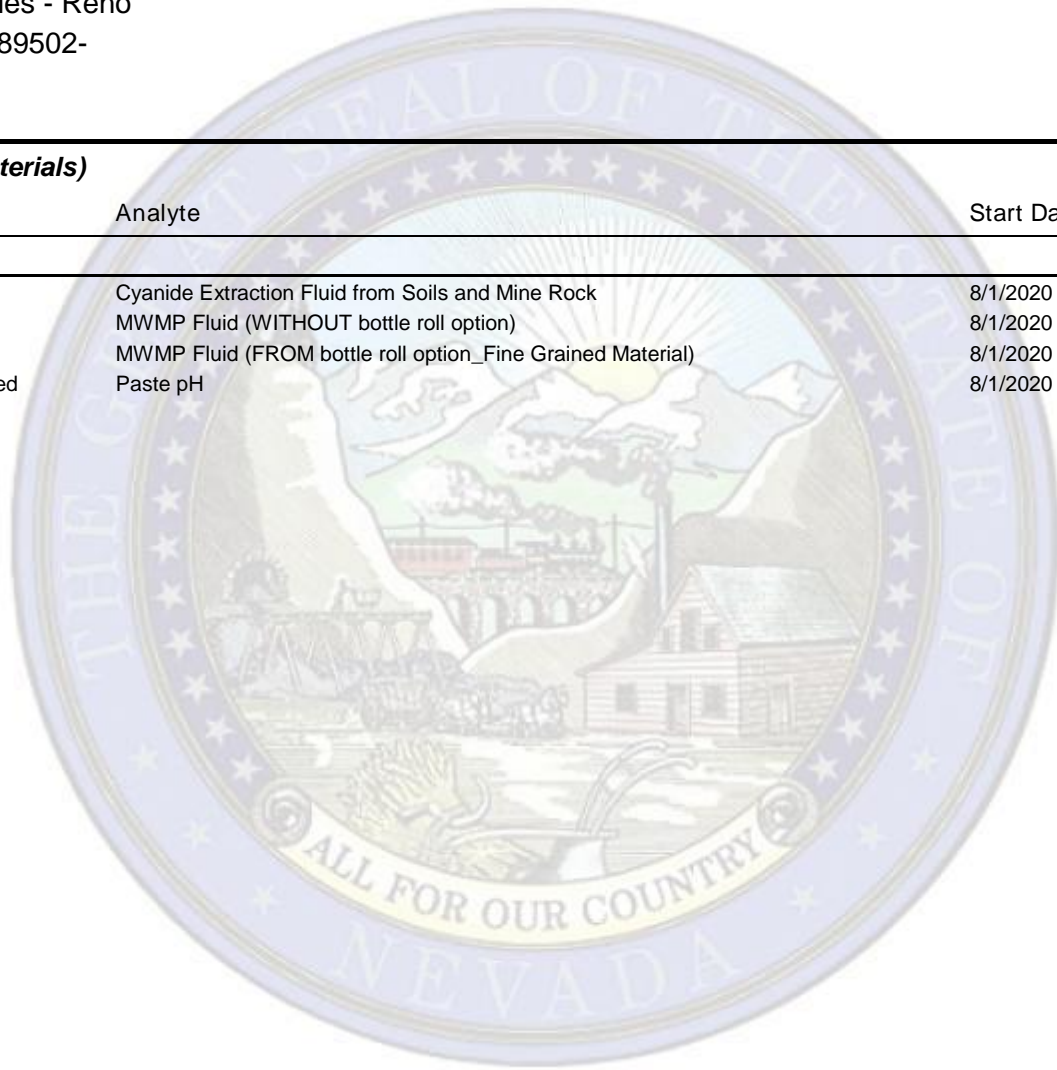 les - Reno
89502-
terials)
Analyte Start Da
Cyanide Extraction Fluid from Soils and Mine Rock 8/1/2020
MWMP Fluid (WITHOUT bottle roll option) 8/1/2020
MWMP Fluid (FROM bottle roll option_Fine Grained Material) 8/1/2020
ed Paste pH 8/1/2020
THE GREAT SEAL OF THE STATE OF
ALL FOR OUR COUNTRY
NEVADA